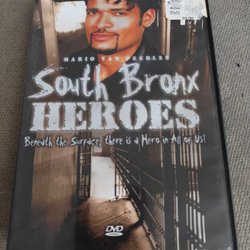 MARIO VAN PEEBLES
South Bronx
HEROES
Beneath the Surface, there is a Hero in All of Us!
DVD